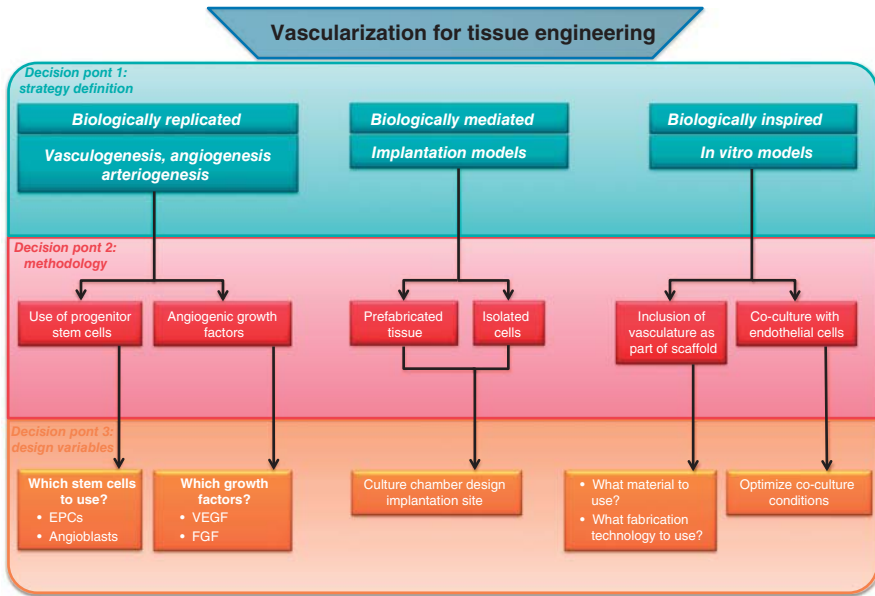 Vascularization for tissue engineering
Decision pont 1:
strategy definition
Biologically replicated
Vasculogenesis, angiogenesis
arteriogenesis
Biologically mediated
Implantation models
Biologically inspired
In vitro models
Decision pont 2:
methodology
Use of progenitor
stem cells
Angiogenic growth
factors
Prefabricated
tissue
Isolated
cells
Inclusion of
vasculature as
part of scaffold
Co-culture with
endothelial cells
Decision pont 3:
design variables
Which stem cells
to use?
• EPCs
• Angioblasts
Which growth
factors?
• VEGF
• FGF
Culture chamber design
implantation site
• What material to
use?
• What fabrication
technology to use?
Optimize co-culture
conditions